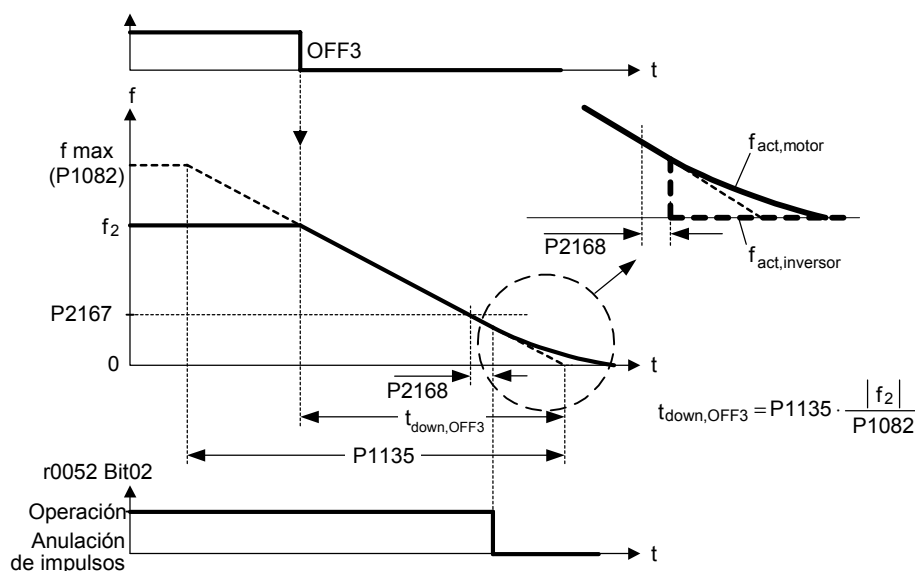 OFF3
t
f
f max
(P1082)
f2
P2167
0
P2168
t
tdown,OFF3
P1135
fact,motor
P2168
fact,inversor
tdown,OFF3 = P1135 · |f2| / P1082
r0052 Bit02
Operación
Anulación
de impulsos
t